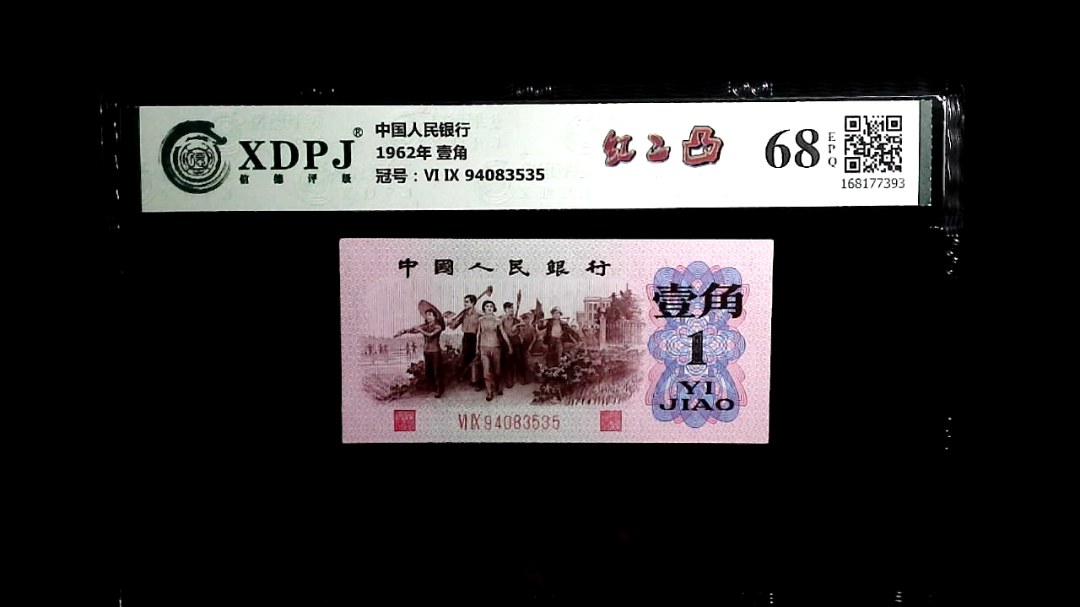 XDPJ®
信德评级
中国人民银行
1962年 壹角
冠号：VI IX 94083535
红二凸
68
EPQ
168177393
中國人民銀行
壹角
1
YI
JIAO
VI IX 94083535